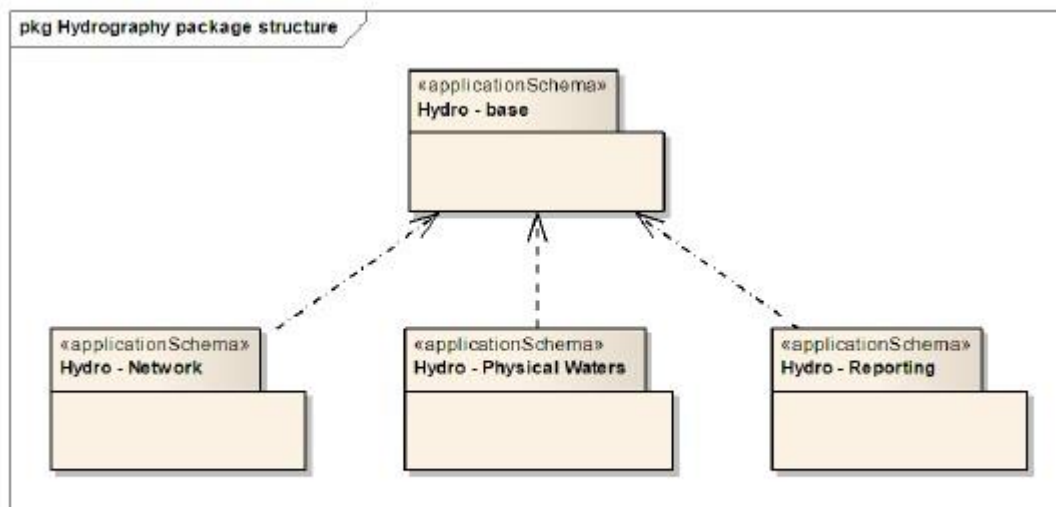 pkg Hydrography package structure
«applicationSchema»
Hydro - base
«applicationSchema»
Hydro - Network
«applicationSchema»
Hydro - Physical Waters
«applicationSchema»
Hydro - Reporting